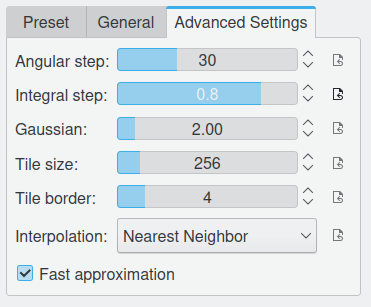 Preset General Advanced Settings
Angular step: 30
Integral step: 0.8
Gaussian: 2.00
Tile size: 256
Tile border: 4
Interpolation: Nearest Neighbor
Fast approximation